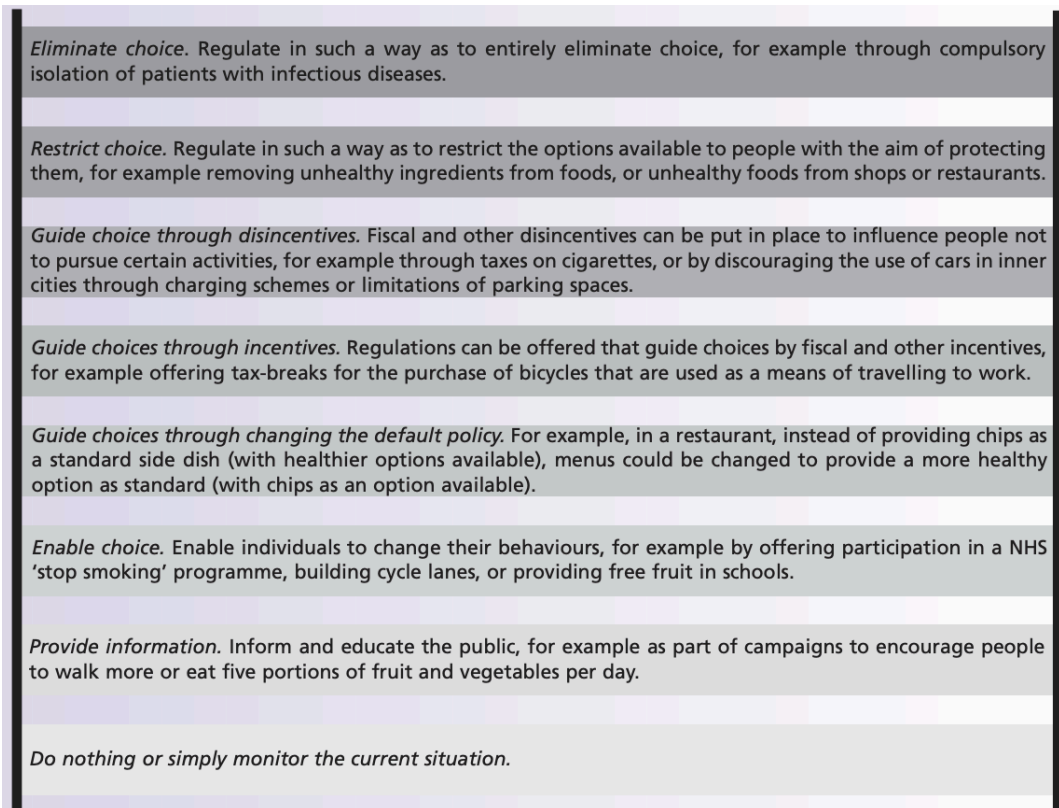 Eliminate choice. Regulate in such a way as to entirely eliminate choice, for example through compulsory
isolation of patients with infectious diseases.
Restrict choice. Regulate in such a way as to restrict the options available to people with the aim of protecting
them, for example removing unhealthy ingredients from foods, or unhealthy foods from shops or restaurants.
Guide choice through disincentives. Fiscal and other disincentives can be put in place to influence people not
to pursue certain activities, for example through taxes on cigarettes, or by discouraging the use of cars in inner
cities through charging schemes or limitations of parking spaces.
Guide choices through incentives. Regulations can be offered that guide choices by fiscal and other incentives,
for example offering tax-breaks for the purchase of bicycles that are used as a means of travelling to work.
Guide choices through changing the default policy. For example, in a restaurant, instead of providing chips as
a standard side dish (with healthier options available), menus could be changed to provide a more healthy
option as standard (with chips as an option available).
Enable choice. Enable individuals to change their behaviours, for example by offering participation in a NHS
‘stop smoking’ programme, building cycle lanes, or providing free fruit in schools.
Provide information. Inform and educate the public, for example as part of campaigns to encourage people
to walk more or eat five portions of fruit and vegetables per day.
Do nothing or simply monitor the current situation.